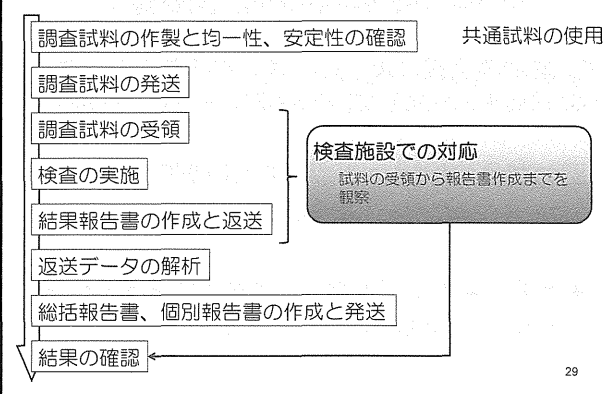 調査試料の作製と均一性、安定性の確認
共通試料の使用
調査試料の発送
調査試料の受領
検査の実施
結果報告書の作成と返送
検査施設での対応
試料の受領から報告書作成までを
観察
返送データの解析
総括報告書、個別報告書の作成と発送
結果の確認
29